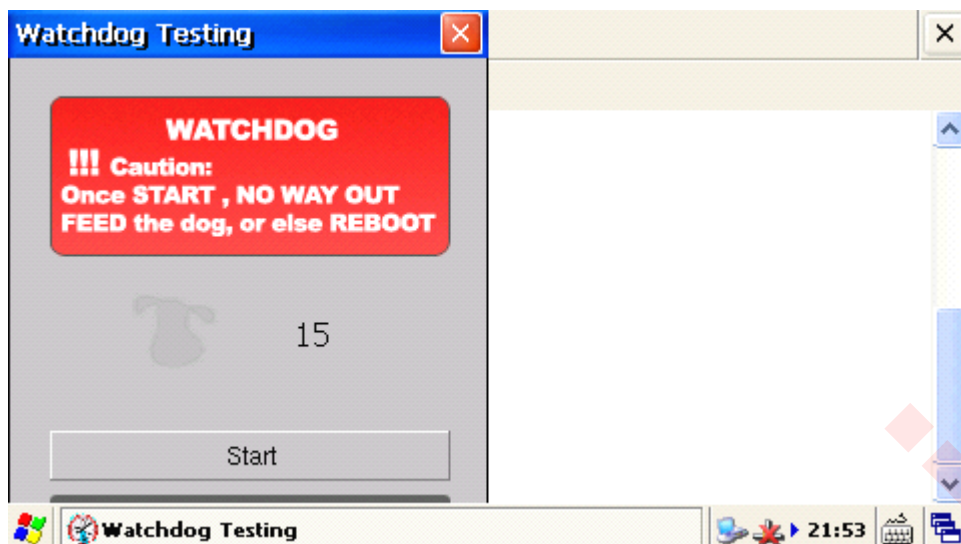 Watchdog Testing
WATCHDOG
!!! Caution:
Once START , NO WAY OUT
FEED the dog, or else REBOOT
15
Start
Watchdog Testing
21:53